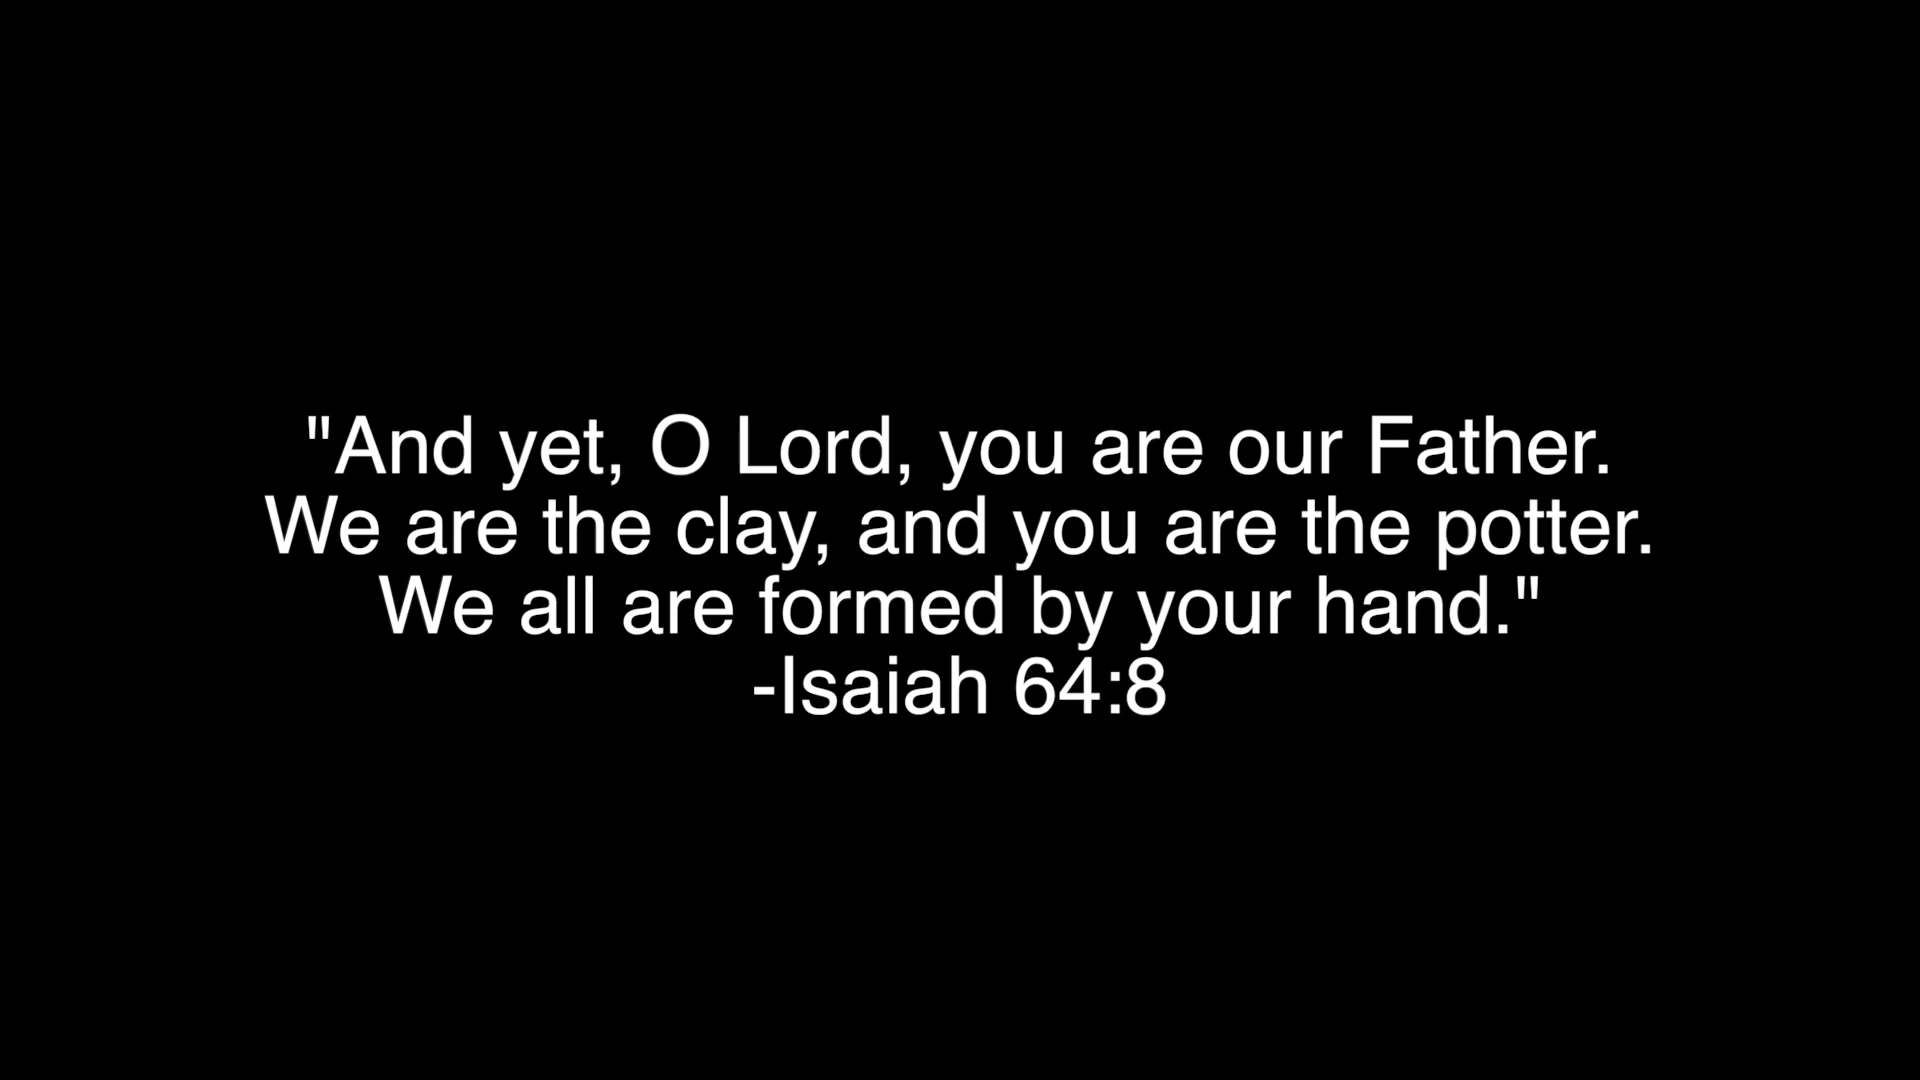 "And yet, O Lord, you are our Father.
We are the clay, and you are the potter.
We all are formed by your hand."
-Isaiah 64:8